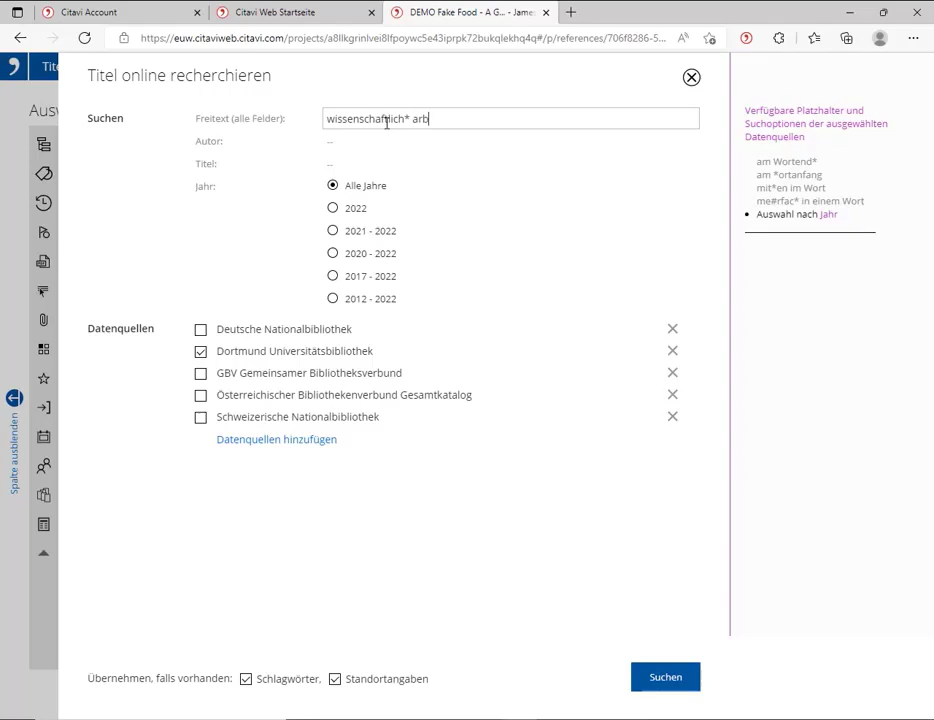 Citavi Account
Citavi Web Startseite
DEMO Fake Food - A G... - Jame
https://euw.citaviweb.citavi.com/projects/a8llkgrinlvei8lfpoywc5e43iprpk72bukqlekhq4q#/p/references/706f8286-5...
Tite
Ausv
Spalte ausblenden
Titel online recherchieren
Suchen
Freitext (alle Felder):
wissenschaftlich* arb
Autor:
--
Titel:
--
Jahr:
Alle Jahre
2022
2021 - 2022
2020 - 2022
2017 - 2022
2012 - 2022
Datenquellen
Deutsche Nationalbibliothek
Dortmund Universitätsbibliothek
GBV Gemeinsamer Bibliotheksverbund
Österreichischer Bibliothekenverbund Gesamtkatalog
Schweizerische Nationalbibliothek
Datenquellen hinzufügen
Übernehmen, falls vorhanden: Schlagwörter, Standortangaben
Suchen
Verfügbare Platzhalter und
Suchoptionen der ausgewählten
Datenquellen
am Wortend*
am *ortanfang
mit*en im Wort
me#rfac* in einem Wort
Auswahl nach Jahr